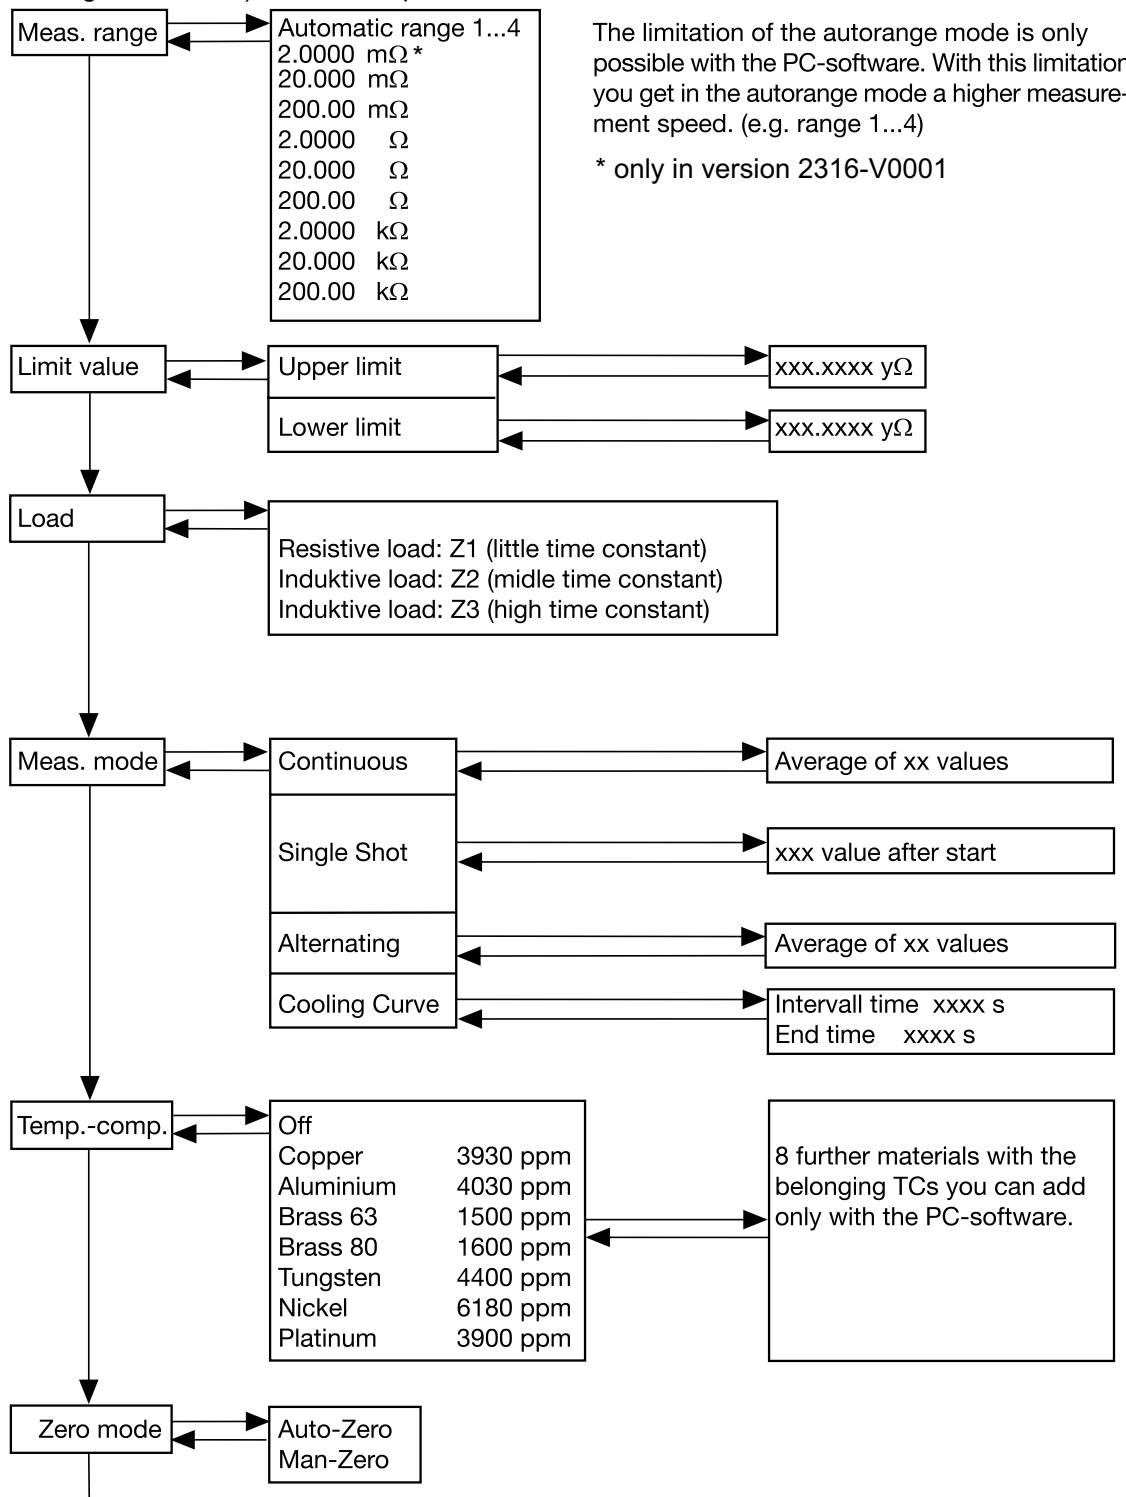 Meas. range
Automatic range 1...4
2.0000 mΩ *
20.000 mΩ
200.00 mΩ
2.0000 Ω
20.000 Ω
200.00 Ω
2.0000 kΩ
20.000 kΩ
200.00 kΩ
The limitation of the autorange mode is only
possible with the PC-software. With this limitation
you get in the autorange mode a higher measure-
ment speed. (e.g. range 1...4)
* only in version 2316-V0001
Limit value
Upper limit
xxx.xxxx yΩ
Lower limit
xxx.xxxx yΩ
Load
Resistive load: Z1 (little time constant)
Induktive load: Z2 (midle time constant)
Induktive load: Z3 (high time constant)
Meas. mode
Continuous
Average of xx values
Single Shot
xxx value after start
Alternating
Average of xx values
Cooling Curve
Intervall time xxxx s
End time xxxx s
Temp.-comp.
Off
Copper 3930 ppm
Aluminium 4030 ppm
Brass 63 1500 ppm
Brass 80 1600 ppm
Tungsten 4400 ppm
Nickel 6180 ppm
Platinum 3900 ppm
8 further materials with the
belonging TCs you can add
only with the PC-software.
Zero mode
Auto-Zero
Man-Zero